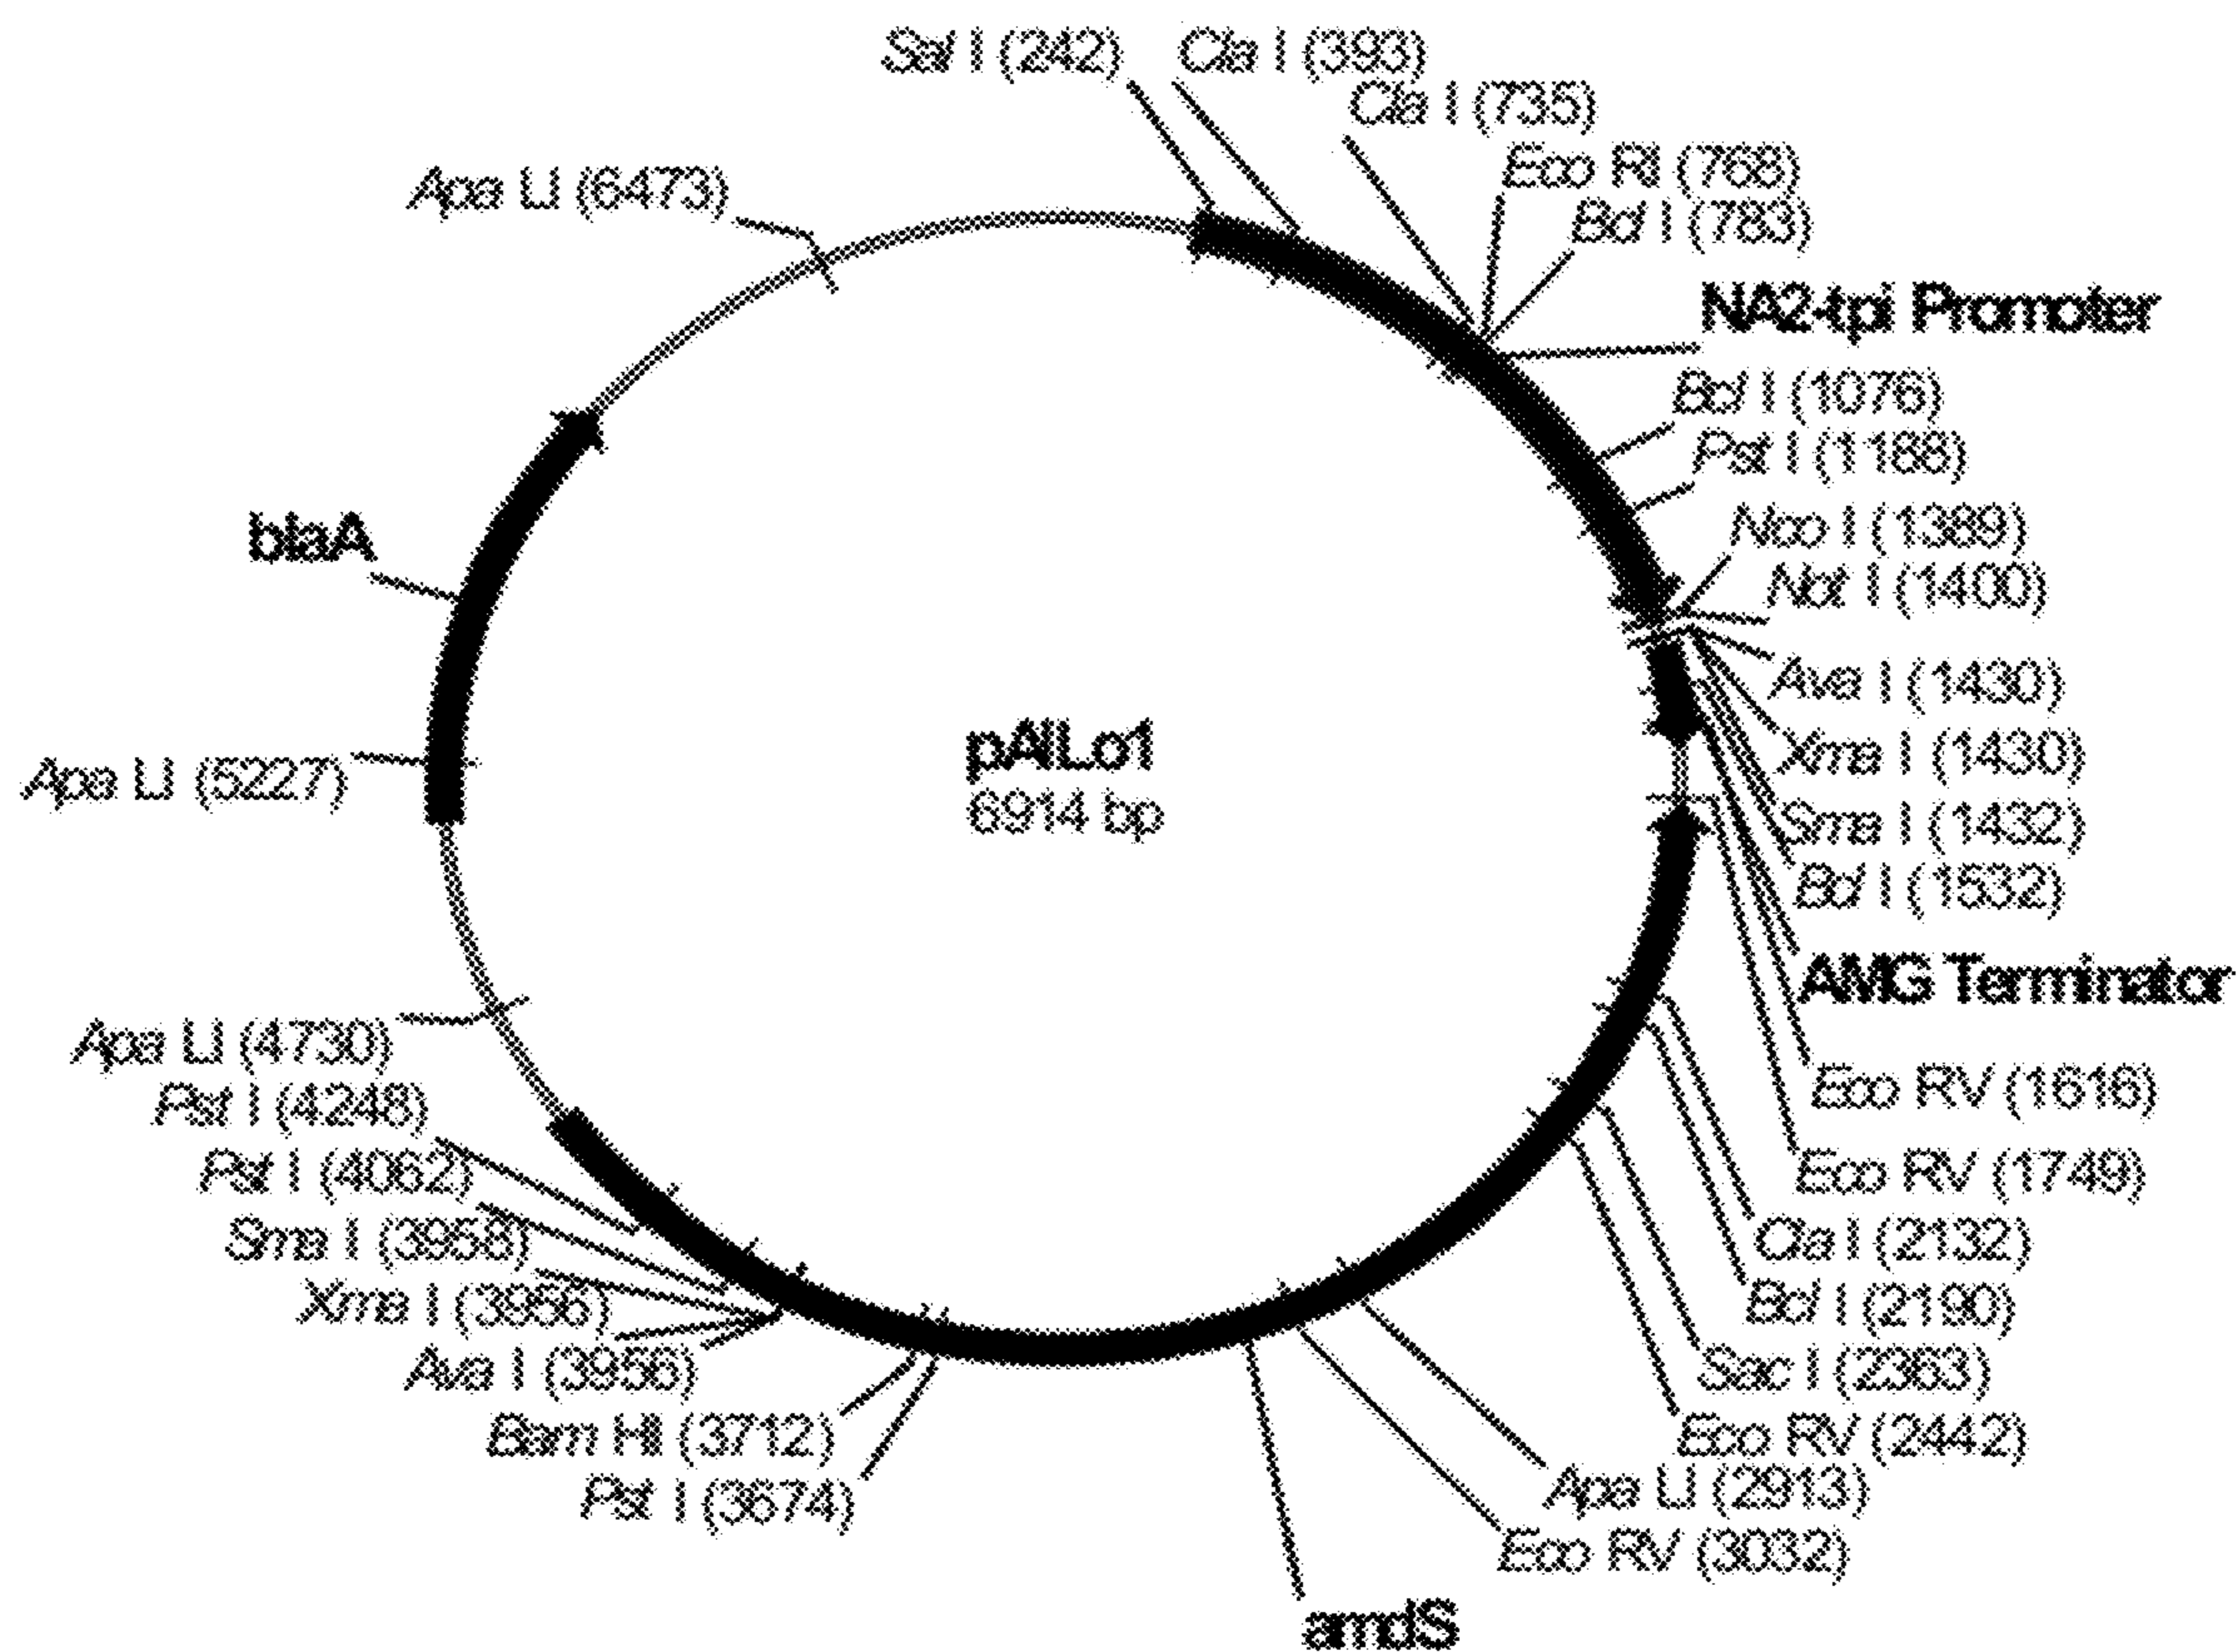 Sal I (242)
Cla I (393)
Cla I (735)
Eco RI (768)
Bcl I (783)
NA2-tpi Promoter
Bcl I (1076)
Pst I (1188)
Nco I (1389)
Not I (1400)
Ava I (1430)
Xma I (1430)
Sma I (1432)
Bcl I (1532)
AMG Terminator
Eco RV (1616)
Eco RV (1749)
Cla I (2132)
Bcl I (2190)
Sac I (2363)
Eco RV (2442)
Apa LI (2913)
Eco RV (3032)
amdS
Pst I (3674)
Bam HI (3712)
Ava I (3956)
Xma I (3956)
Sma I (3958)
Pst I (4062)
Pst I (4248)
Apa LI (4730)
Apa LI (5227)
blaA
Apa LI (6473)
pAILo1
6914 bp